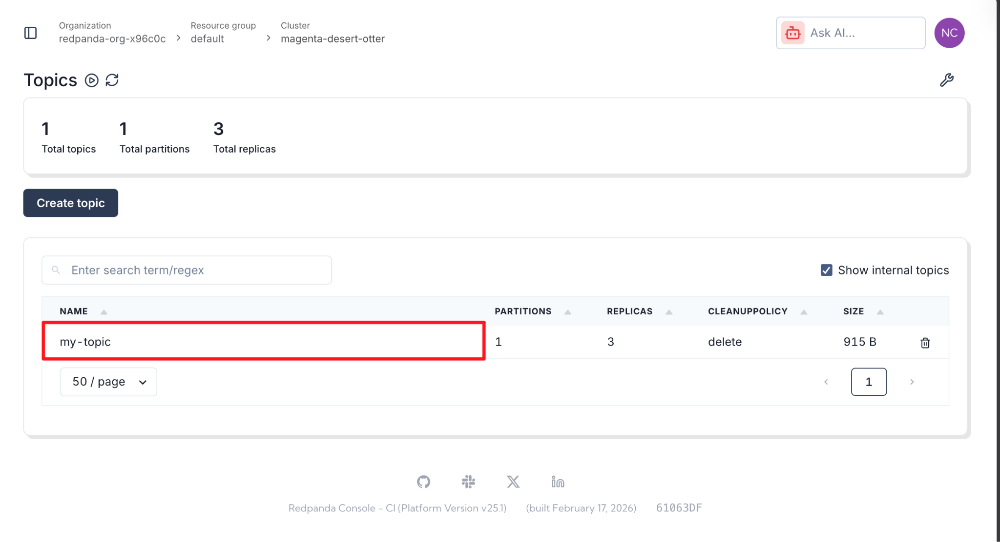 Organization
redpanda-org-x96c0c
Resource group
default
Cluster
magenta-desert-otter
Ask AI...
NC
Topics
1
Total topics
1
Total partitions
3
Total replicas
Create topic
Enter search term/regex
Show internal topics
NAME PARTITIONS REPLICAS CLEANUPPOLICY SIZE
my-topic 1 3 delete 915 B
50 / page 1
Redpanda Console - CI (Platform Version v25.1) (built February 17, 2026) 61063DF